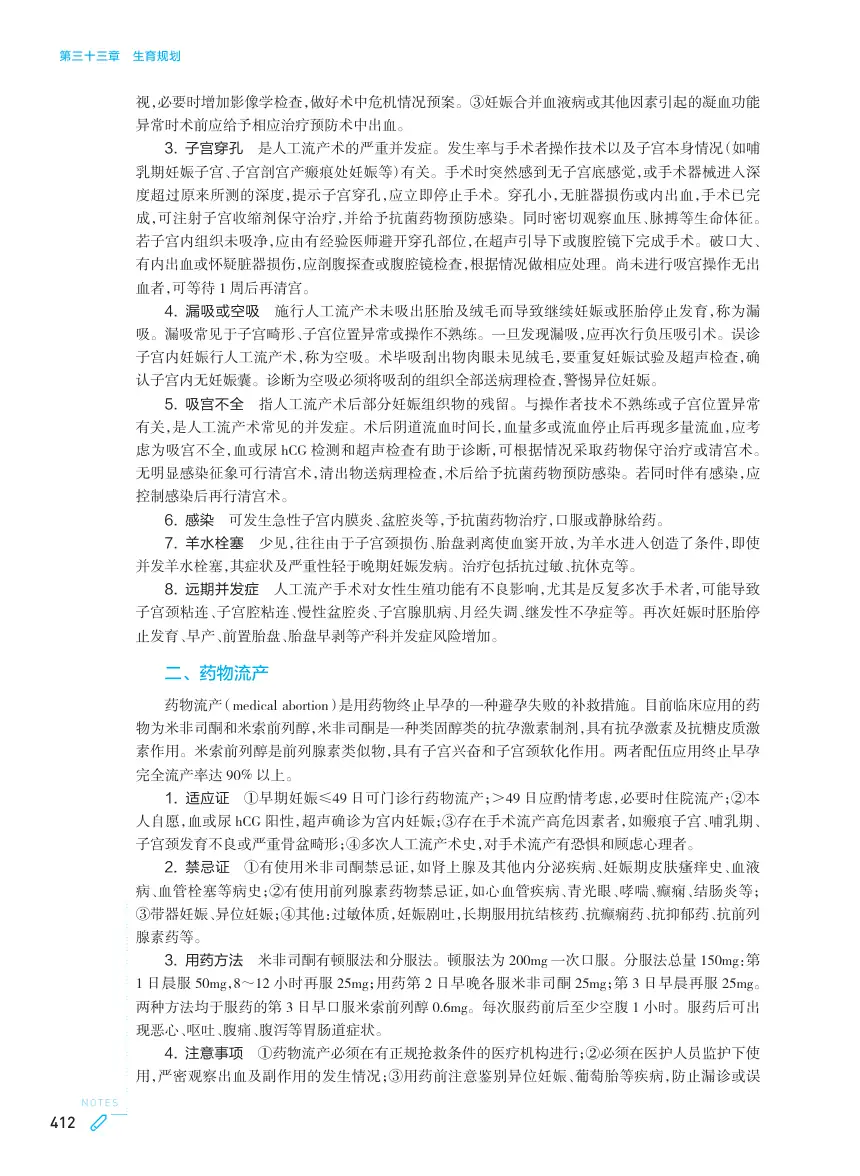 第三十三章 生育规划
视,必要时增加影像学检查,做好术中危机情况预案。③妊娠合并血液病或其他因素引起的凝血功能
异常时术前应给予相应治疗预防术中出血。
3. 子宫穿孔 是人工流产术的严重并发症。发生率与手术者操作技术以及子宫本身情况(如哺
乳期妊娠子宫、子宫剖宫产瘢痕处妊娠等)有关。手术时突然感到无子宫底感觉,或手术器械进入深
度超过原来所测的深度,提示子宫穿孔,应立即停止手术。穿孔小,无脏器损伤或内出血,手术已完
成,可注射子宫收缩剂保守治疗,并给予抗菌药物预防感染。同时密切观察血压、脉搏等生命体征。
若子宫内组织未吸净,应由有经验医师避开穿孔部位,在超声引导下或腹腔镜下完成手术。破口大、
有内出血或怀疑脏器损伤,应剖腹探查或腹腔镜检查,根据情况做相应处理。尚未进行吸宫操作无出
血者,可等待 1 周后再清宫。
4. 漏吸或空吸 施行人工流产术未吸出胚胎及绒毛而导致继续妊娠或胚胎停止发育,称为漏
吸。漏吸常见于子宫畸形、子宫位置异常或操作不熟练。一旦发现漏吸,应再次行负压吸引术。误诊
子宫内妊娠行人工流产术,称为空吸。术毕吸刮出物肉眼未见绒毛,要重复妊娠试验及超声检查,确
认子宫内无妊娠囊。诊断为空吸必须将吸刮的组织全部送病理检查,警惕异位妊娠。
5. 吸宫不全 指人工流产术后部分妊娠组织物的残留。与操作者技术不熟练或子宫位置异常
有关,是人工流产术常见的并发症。术后阴道流血时间长,血量多或流血停止后再现多量流血,应考
虑为吸宫不全,血或尿 hCG 检测和超声检查有助于诊断,可根据情况采取药物保守治疗或清宫术。
无明显感染征象可行清宫术,清出物送病理检查,术后给予抗菌药物预防感染。若同时伴有感染,应
控制感染后再行清宫术。
6. 感染 可发生急性子宫内膜炎、盆腔炎等,予抗菌药物治疗,口服或静脉给药。
7. 羊水栓塞 少见,往往由于子宫颈损伤、胎盘剥离使血窦开放,为羊水进入创造了条件,即使
并发羊水栓塞,其症状及严重性轻于晚期妊娠发病。治疗包括抗过敏、抗休克等。
8. 远期并发症 人工流产手术对女性生殖功能有不良影响,尤其是反复多次手术者,可能导致
子宫颈粘连、子宫腔粘连、慢性盆腔炎、子宫腺肌病、月经失调、继发性不孕症等。再次妊娠时胚胎停
止发育、早产、前置胎盘、胎盘早剥等产科并发症风险增加。
二、药物流产
药物流产(medical abortion)是用药物终止早孕的一种避孕失败的补救措施。目前临床应用的药
物为米非司酮和米索前列醇,米非司酮是一种类固醇类的抗孕激素制剂,具有抗孕激素及抗糖皮质激
素作用。米索前列醇是前列腺素类似物,具有子宫兴奋和子宫颈软化作用。两者配伍应用终止早孕
完全流产率达 90% 以上。
1. 适应证 ①早期妊娠≤49 日可门诊行药物流产;>49 日应酌情考虑,必要时住院流产;②本
人自愿,血或尿 hCG 阳性,超声确诊为宫内妊娠;③存在手术流产高危因素者,如瘢痕子宫、哺乳期、
子宫颈发育不良或严重骨盆畸形;④多次人工流产术史,对手术流产有恐惧和顾虑心理者。
2. 禁忌证 ①有使用米非司酮禁忌证,如肾上腺及其他内分泌疾病、妊娠期皮肤瘙痒史、血液
病、血管栓塞等病史;②有使用前列腺素药物禁忌证,如心血管疾病、青光眼、哮喘、癫痫、结肠炎等;
③带器妊娠、异位妊娠;④其他:过敏体质,妊娠剧吐,长期服用抗结核药、抗癫痫药、抗抑郁药、抗前列
腺素药等。
3. 用药方法 米非司酮有顿服法和分服法。顿服法为 200mg 一次口服。分服法总量 150mg:第
1 日晨服 50mg,8～12 小时再服 25mg;用药第 2 日早晚各服米非司酮 25mg;第 3 日早晨再服 25mg。
两种方法均于服药的第 3 日早口服米索前列醇 0.6mg。每次服药前后至少空腹 1 小时。服药后可出
现恶心、呕吐、腹痛、腹泻等胃肠道症状。
4. 注意事项 ①药物流产必须在有正规抢救条件的医疗机构进行;②必须在医护人员监护下使
用,严密观察出血及副作用的发生情况;③用药前注意鉴别异位妊娠、葡萄胎等疾病,防止漏诊或误
NOTES
412